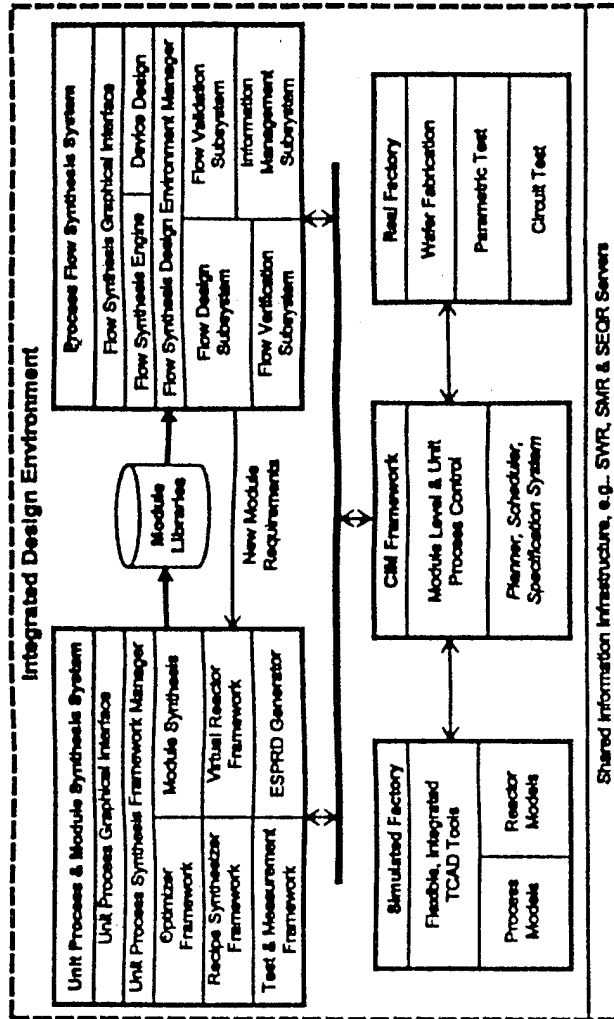 Integrated Design Environment
Unit Process & Module Synthesis System
Unit Process Graphical Interface
Unit Process Synthesis Framework Manager
Optimizer
Framework
Module Synthesis
Recipe Synthesizer
Framework
Virtual Reactor
Framework
Test & Measurement
Framework
ESPRD Generator
Module
Libraries
New Module
Requirements
Process Flow Synthesis System
Flow Synthesis Graphical Interface
Flow Synthesis Engine
Device Design
Flow Synthesis Design Environment Manager
Flow Design
Subsystem
Flow Validation
Subsystem
Flow Verification
Subsystem
Information
Management
Subsystem
Simulated Factory
Flexible, Integrated
TCAD Tools
Process
Models
Reactor
Models
CIM Framework
Module Level & Unit
Process Control
Planner, Scheduler,
Specification System
Real Factory
Wafer Fabrication
Parametric Test
Circuit Test
Shared Information Infrastructure, e.g.. SWR, SMR & SEQR Servers